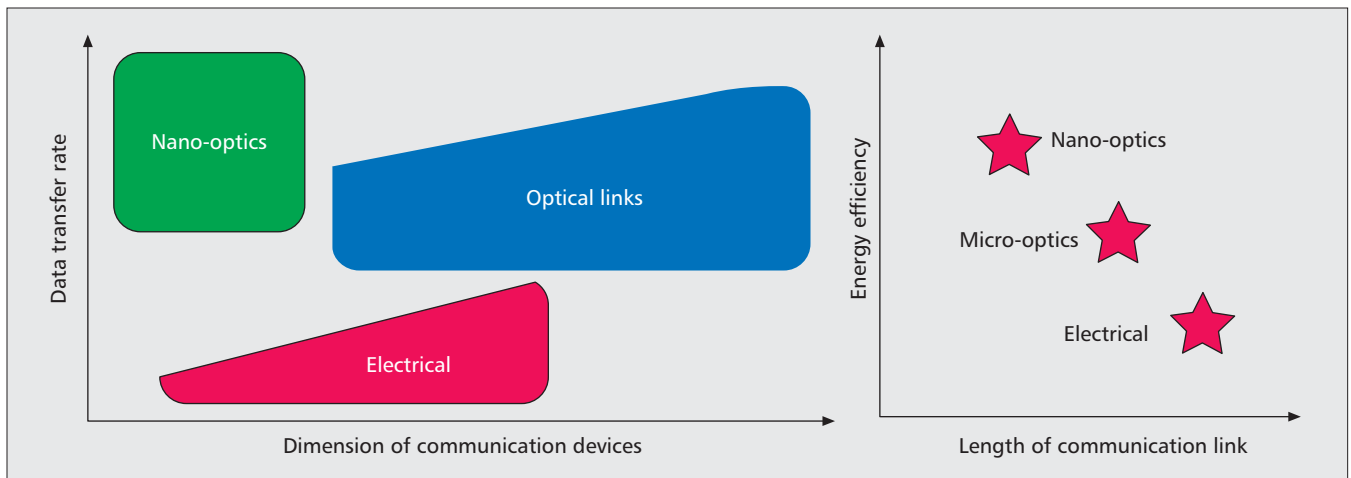 Data transfer rate
Nano-optics
Optical links
Electrical
Dimension of communication devices
Energy efficiency
Nano-optics
Micro-optics
Electrical
Length of communication link